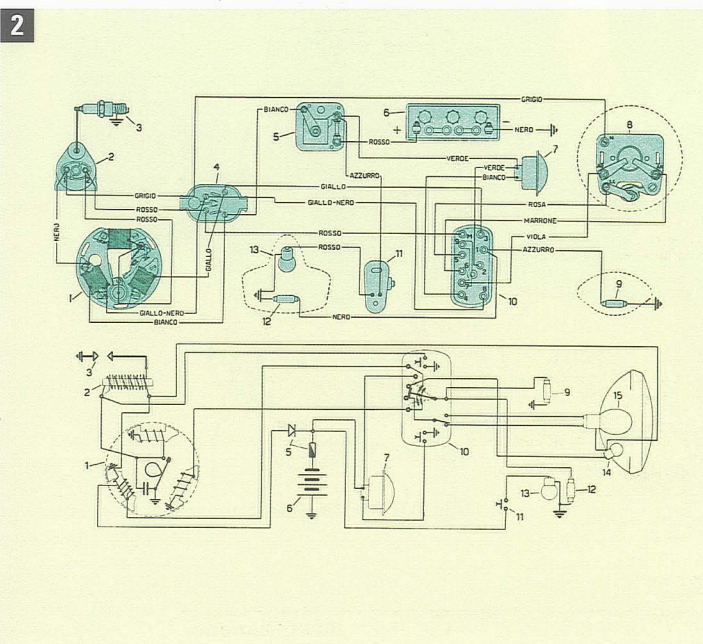 2
GRIGIO
BIANCO
6
8
3
5
+
-
NERO
ROSSO
2
4
VERDE
7
VERDE
BIANCO
AZZURRO
GIALLO
GRIGIO
GIALLO-NERO
ROSA
ROSSO
MARRONE
ROSSO
NERO
ROSSO
VIOLA
GIALLO
13
ROSSO
11
AZZURRO
9
1
10
12
GIALLO-NERO
NERO
BIANCO
3
2
15
9
1
5
7
10
14
6
13
12
11